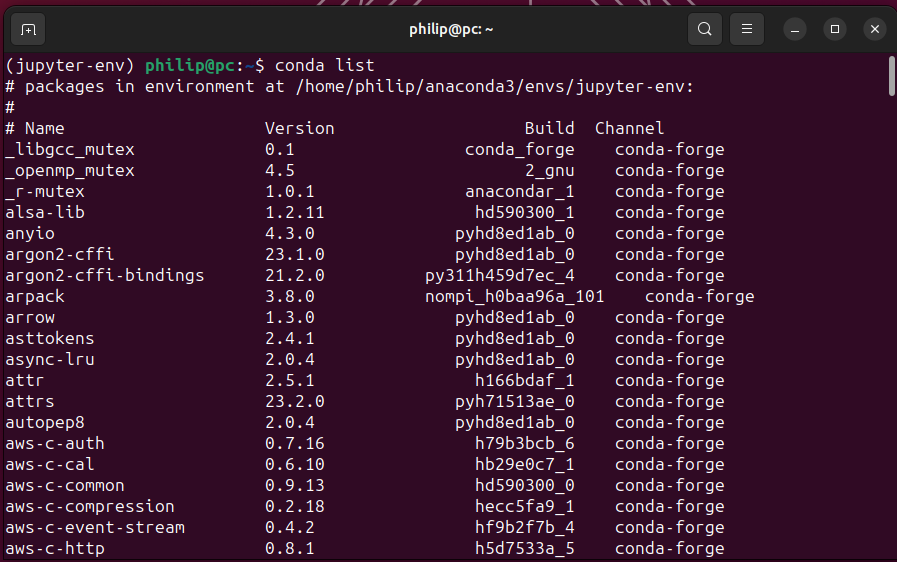 philip@pc: ~
(jupyter-env) philip@pc:~$ conda list
# packages in environment at /home/philip/anaconda3/envs/jupyter-env:
#
# Name                    Version                   Build  Channel
_libgcc_mutex             0.1                 conda_forge    conda-forge
_openmp_mutex             4.5                       2_gnu    conda-forge
_r-mutex                  1.0.1               anacondar_1    conda-forge
alsa-lib                  1.2.11               hd590300_1    conda-forge
anyio                     4.3.0              pyhd8ed1ab_0    conda-forge
argon2-cffi               23.1.0             pyhd8ed1ab_0    conda-forge
argon2-cffi-bindings      21.2.0          py311h459d7ec_4    conda-forge
arpack                    3.8.0           nompi_h0baa96a_101    conda-forge
arrow                     1.3.0              pyhd8ed1ab_0    conda-forge
asttokens                 2.4.1              pyhd8ed1ab_0    conda-forge
async-lru                 2.0.4              pyhd8ed1ab_0    conda-forge
attr                      2.5.1                h166bdaf_1    conda-forge
attrs                     23.2.0             pyh71513ae_0    conda-forge
autopep8                  2.0.4              pyhd8ed1ab_0    conda-forge
aws-c-auth                0.7.16               h79b3bcb_6    conda-forge
aws-c-cal                 0.6.10               hb29e0c7_1    conda-forge
aws-c-common              0.9.13               hd590300_0    conda-forge
aws-c-compression         0.2.18               hecc5fa9_1    conda-forge
aws-c-event-stream        0.4.2                hf9b2f7b_4    conda-forge
aws-c-http                0.8.1                h5d7533a_5    conda-forge